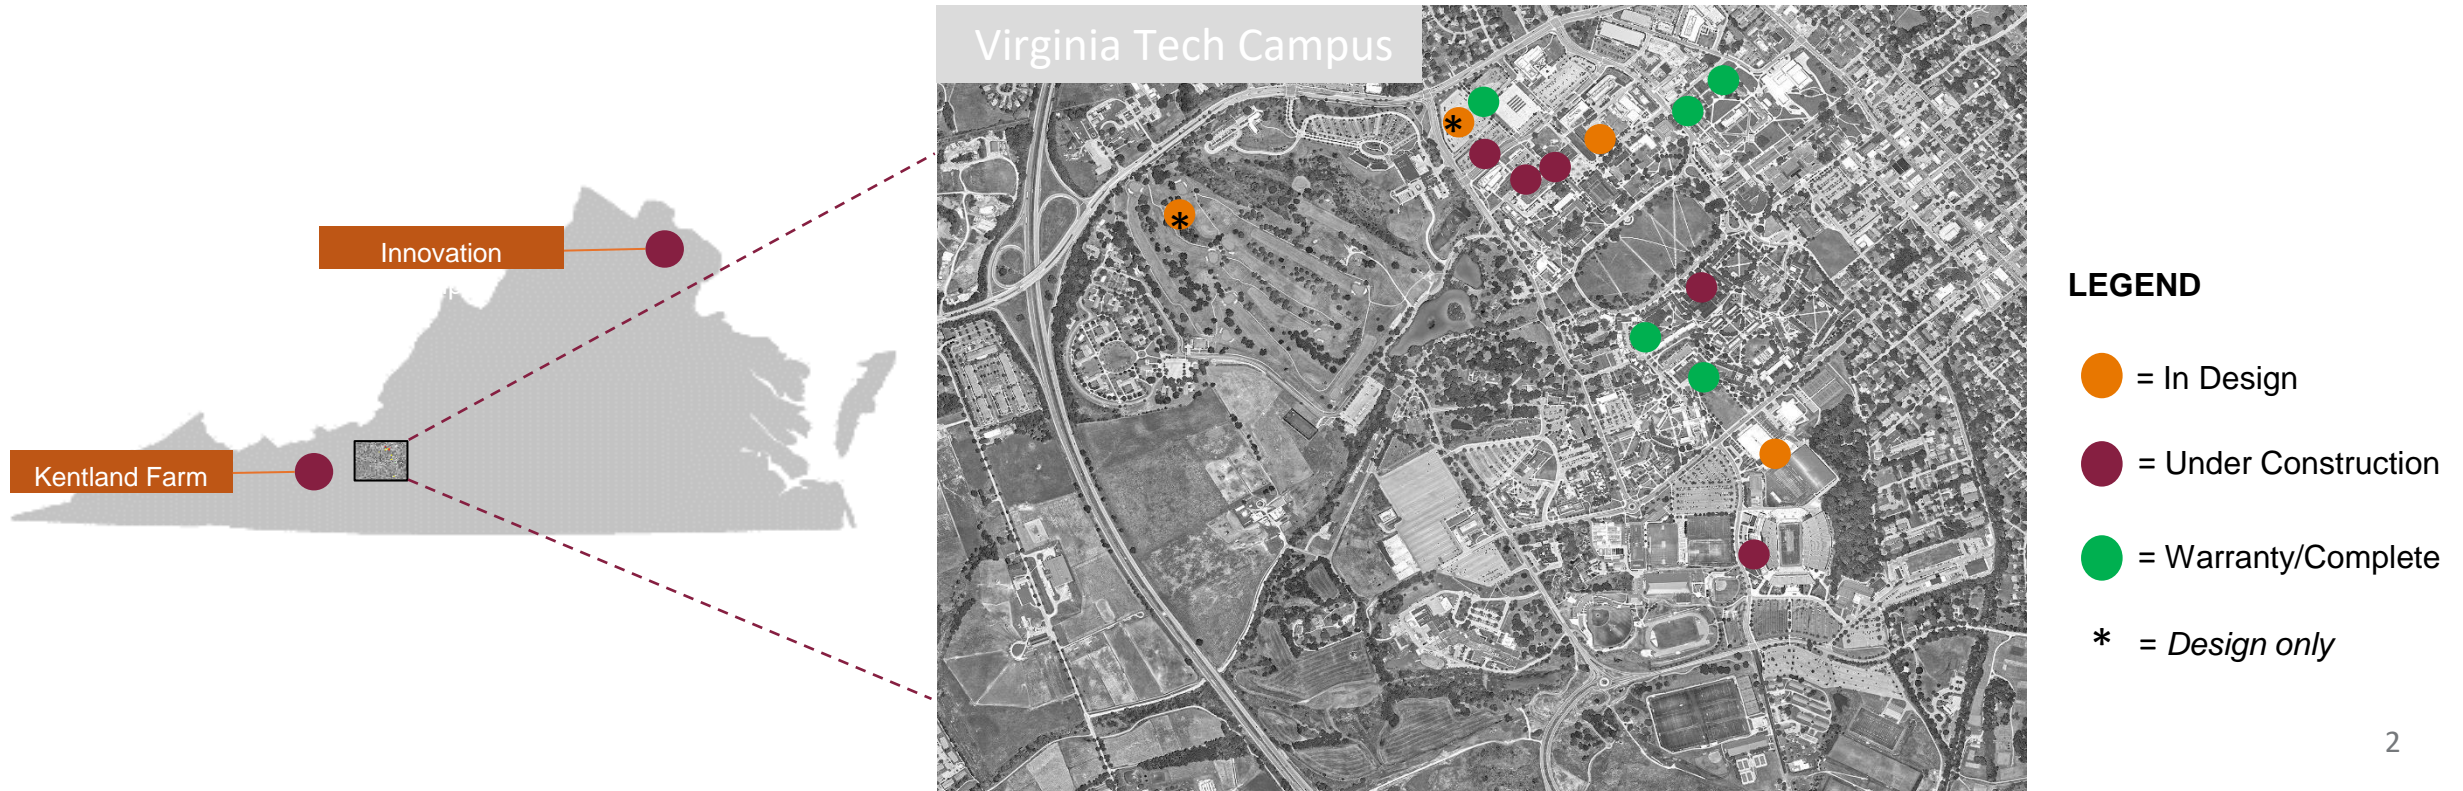 Virginia Tech Campus
Innovation
Kentland Farm
LEGEND
= In Design
= Under Construction
= Warranty/Complete
* = Design only
*
*
2